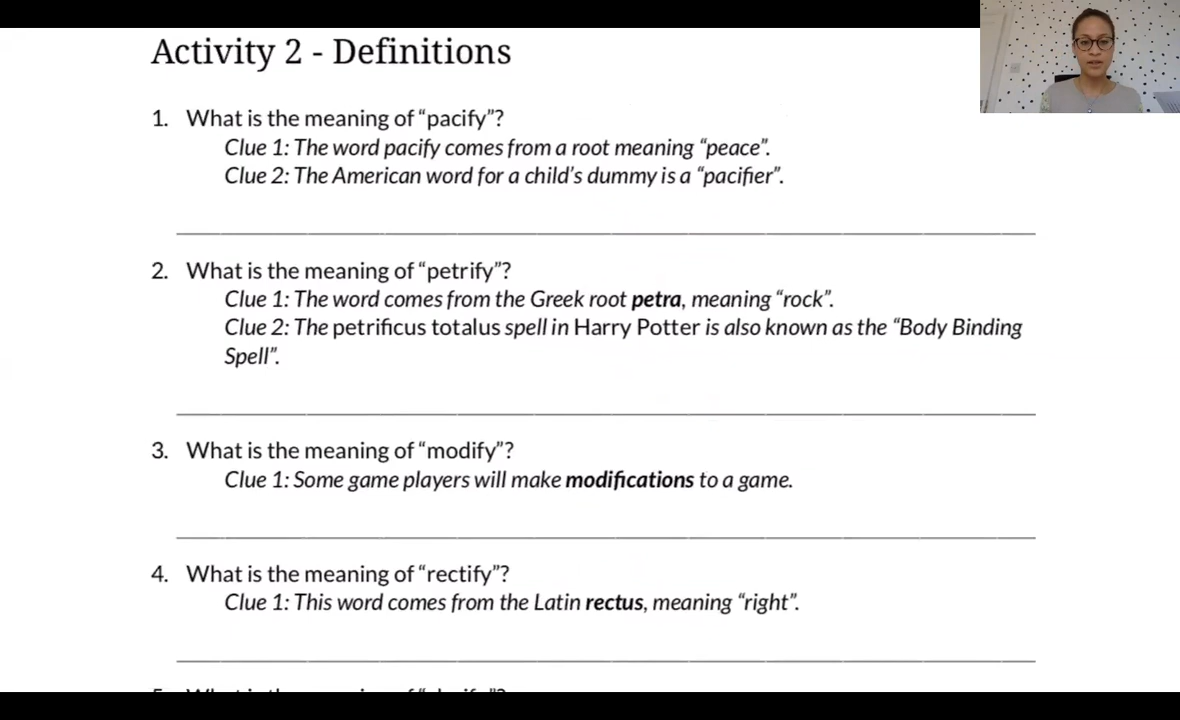 Activity 2 - Definitions
1. What is the meaning of “pacify”?
Clue 1: The word pacify comes from a root meaning “peace”.
Clue 2: The American word for a child’s dummy is a “pacifier”.
2. What is the meaning of “petrify”?
Clue 1: The word comes from the Greek root petra, meaning “rock”.
Clue 2: The petrificus totalus spell in Harry Potter is also known as the “Body Binding
Spell”.
3. What is the meaning of “modify”?
Clue 1: Some game players will make modifications to a game.
4. What is the meaning of “rectify”?
Clue 1: This word comes from the Latin rectus, meaning “right”.